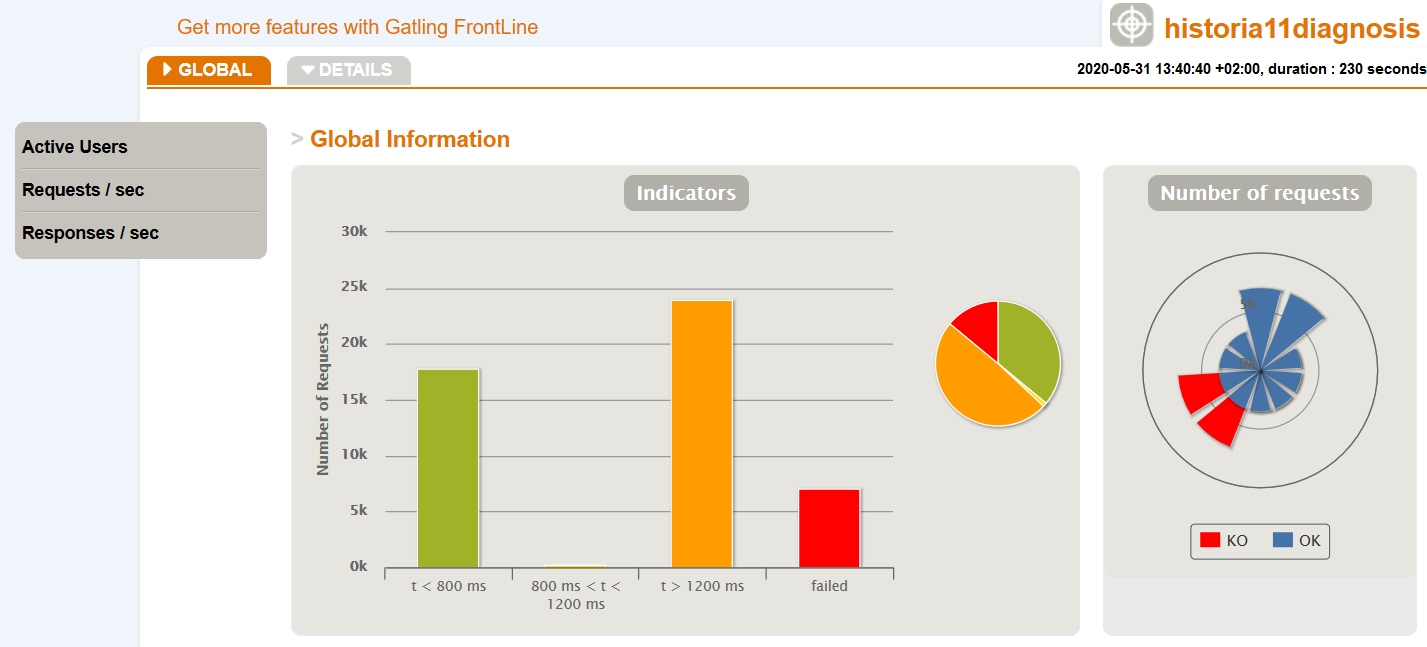 Get more features with Gatling FrontLine
historia11diagnosis
GLOBAL
DETAILS
2020-05-31 13:40:40 +02:00, duration : 230 seconds
Active Users
Requests / sec
Responses / sec
> Global Information
Indicators
Number of Requests
30k
25k
20k
15k
10k
5k
0k
t < 800 ms
800 ms < t <
1200 ms
t > 1200 ms
failed
Number of requests
5k
0k
KO
OK